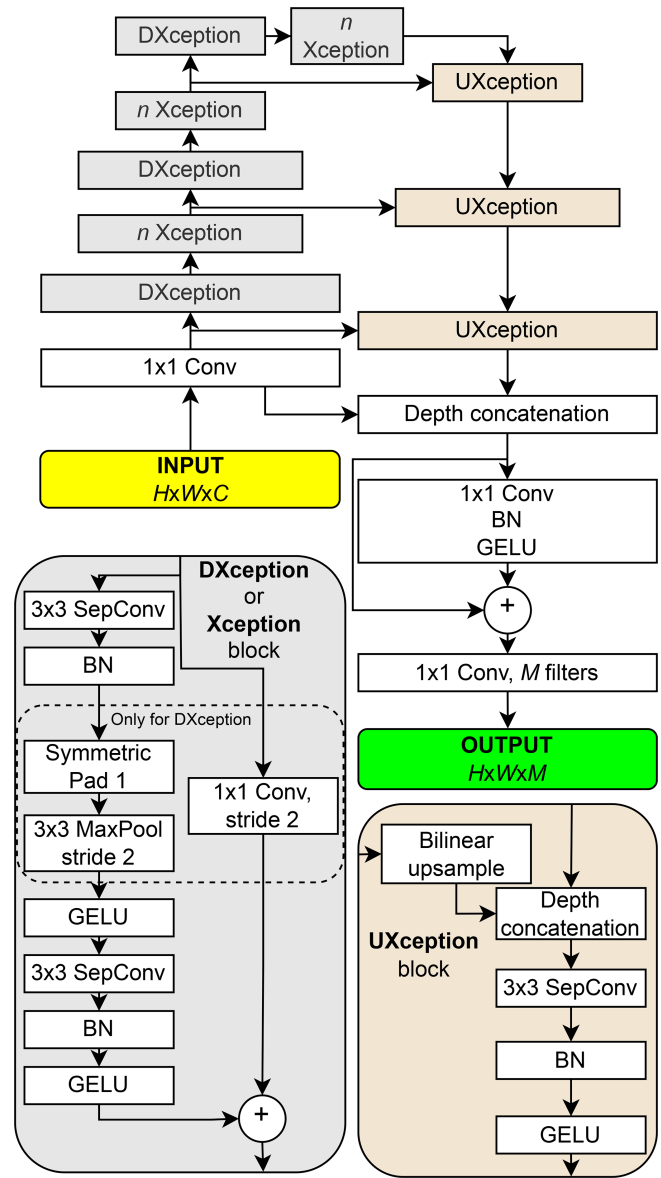 DXception
n
Xception
UXception
n Xception
DXception
UXception
n Xception
DXception
UXception
1x1 Conv
Depth concatenation
INPUT
HxWxC
1x1 Conv
BN
GELU
+
1x1 Conv, M filters
OUTPUT
HxWxM
DXception
or
Xception
block
3x3 SepConv
BN
Only for DXception
Symmetric
Pad 1
1x1 Conv,
stride 2
3x3 MaxPool
stride 2
GELU
3x3 SepConv
BN
GELU
+
Bilinear
upsample
Depth
concatenation
UXception
block
3x3 SepConv
BN
GELU